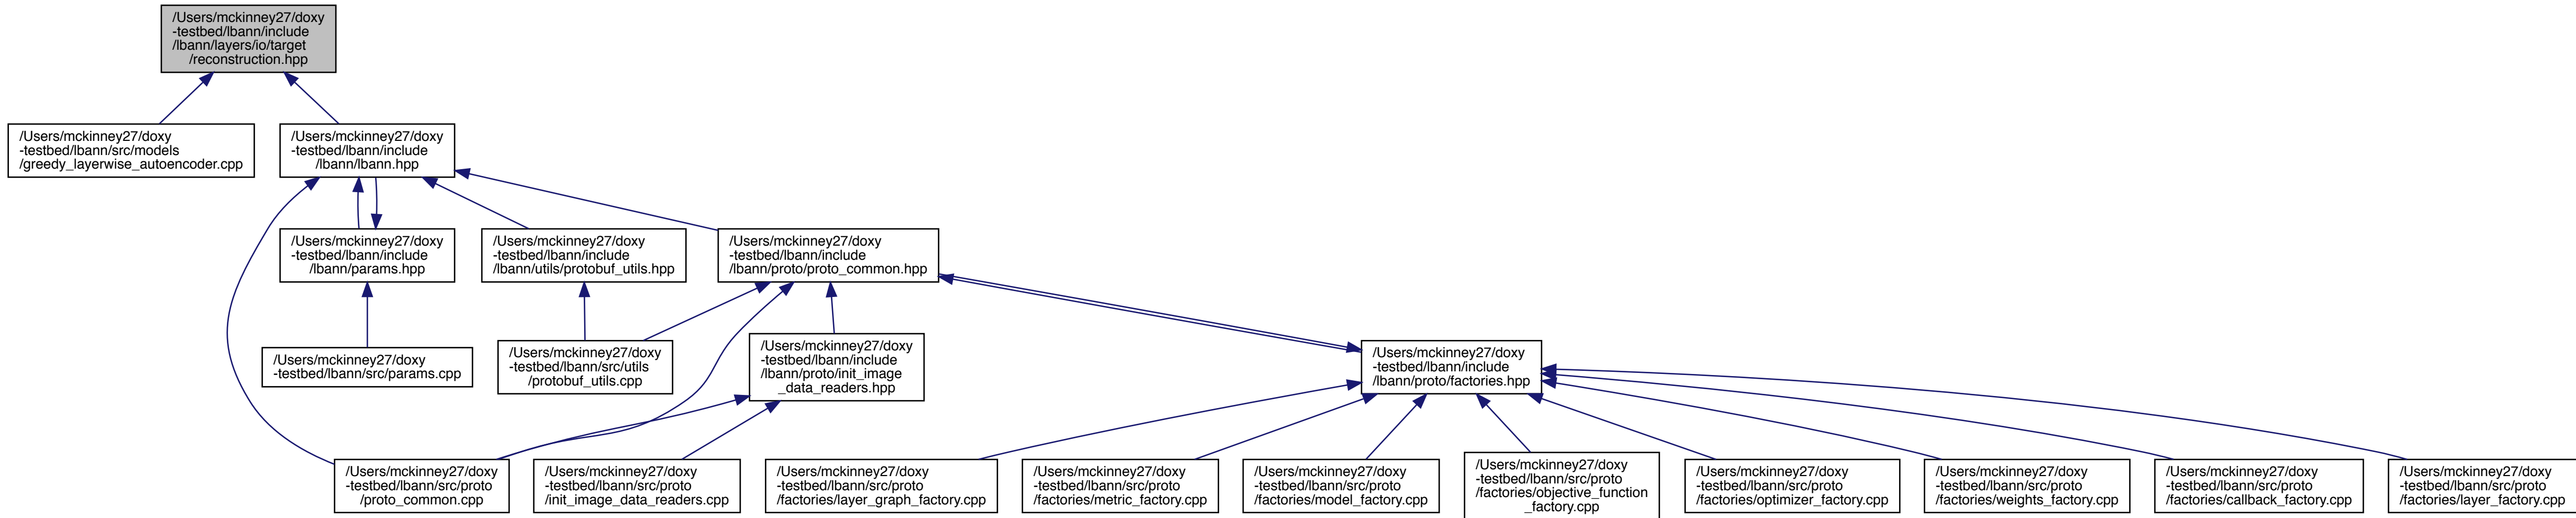 /Users/mckinney27/doxy
-testbed/lbann/include
/lbann/layers/io/target
/reconstruction.hpp
/Users/mckinney27/doxy
-testbed/lbann/src/models
/greedy_layerwise_autoencoder.cpp
/Users/mckinney27/doxy
-testbed/lbann/include
/lbann/lbann.hpp
/Users/mckinney27/doxy
-testbed/lbann/include
/lbann/params.hpp
/Users/mckinney27/doxy
-testbed/lbann/include
/lbann/utils/protobuf_utils.hpp
/Users/mckinney27/doxy
-testbed/lbann/include
/lbann/proto/proto_common.hpp
/Users/mckinney27/doxy
-testbed/lbann/src/params.cpp
/Users/mckinney27/doxy
-testbed/lbann/src/utils
/protobuf_utils.cpp
/Users/mckinney27/doxy
-testbed/lbann/include
/lbann/proto/init_image
_data_readers.hpp
/Users/mckinney27/doxy
-testbed/lbann/include
/lbann/proto/factories.hpp
/Users/mckinney27/doxy
-testbed/lbann/src/proto
/proto_common.cpp
/Users/mckinney27/doxy
-testbed/lbann/src/proto
/init_image_data_readers.cpp
/Users/mckinney27/doxy
-testbed/lbann/src/proto
/factories/layer_graph_factory.cpp
/Users/mckinney27/doxy
-testbed/lbann/src/proto
/factories/metric_factory.cpp
/Users/mckinney27/doxy
-testbed/lbann/src/proto
/factories/model_factory.cpp
/Users/mckinney27/doxy
-testbed/lbann/src/proto
/factories/objective_function
_factory.cpp
/Users/mckinney27/doxy
-testbed/lbann/src/proto
/factories/optimizer_factory.cpp
/Users/mckinney27/doxy
-testbed/lbann/src/proto
/factories/weights_factory.cpp
/Users/mckinney27/doxy
-testbed/lbann/src/proto
/factories/callback_factory.cpp
/Users/mckinney27/doxy
-testbed/lbann/src/proto
/factories/layer_factory.cpp